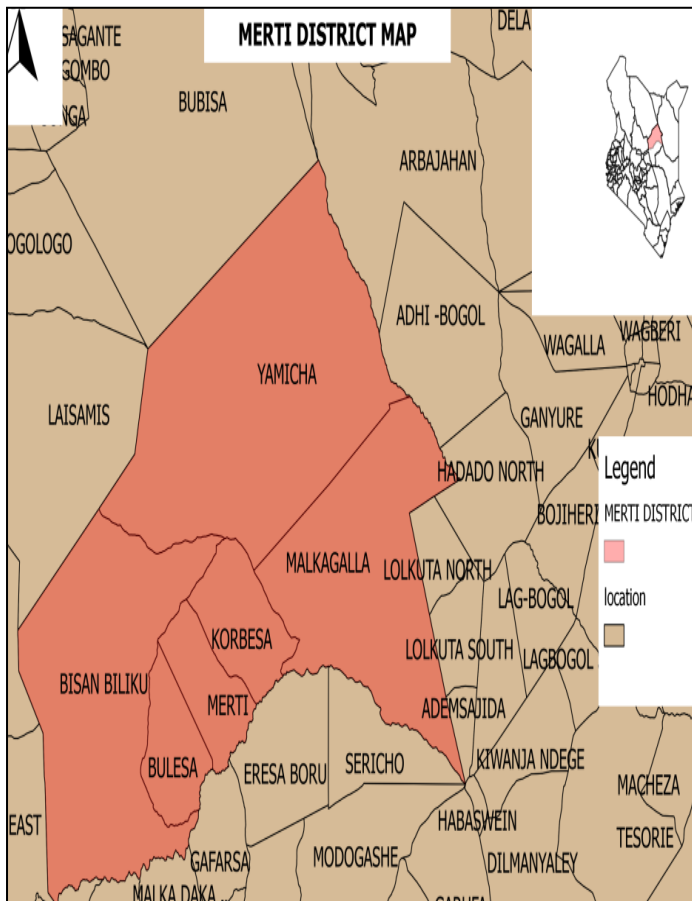 MERTI DISTRICT MAP
SAGANTE
GOMBO
DELA
BUBISA
ARBAJAHAN
OGOLOGO
ADHI -BOGOL
WAGALLA
WAGBERI
YAMICHA
HODHA
LAISAMIS
GANYURE
HADADO NORTH
Legend
MERTI DISTRICT
BOJIHERI
MALKAGALLA
LOLKUTA NORTH
location
LAG-BOGOL
KORBESA
LOLKUTA SOUTH
LAGBOGOL
BISAN BILIKU
MERTI
ADEMSAJIDA
BULESA
ERESA BORU
SERICHO
KIWANJA NDEGE
MACHEZA
EAST
HABASWEIN
TESORIE
GAFARSA
MODOGASHE
DILMANYALEY
MALKA DAKA